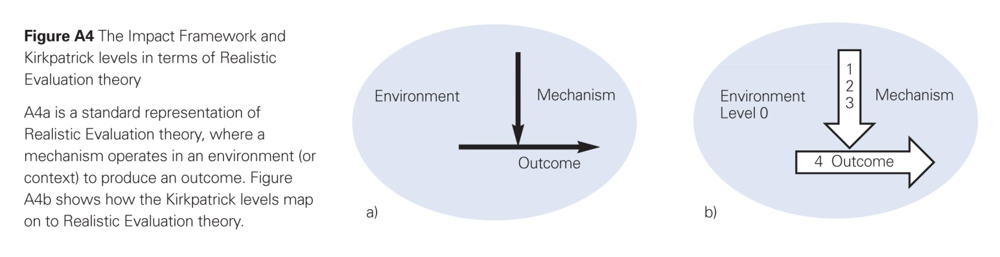 Figure A4 The Impact Framework and
Kirkpatrick levels in terms of Realistic
Evaluation theory
A4a is a standard representation of
Realistic Evaluation theory, where a
mechanism operates in an environment (or
context) to produce an outcome. Figure
A4b shows how the Kirkpatrick levels map
on to Realistic Evaluation theory.
Environment
Mechanism
Outcome
a)
Environment
Level 0
1
2
3
Mechanism
4 Outcome
b)